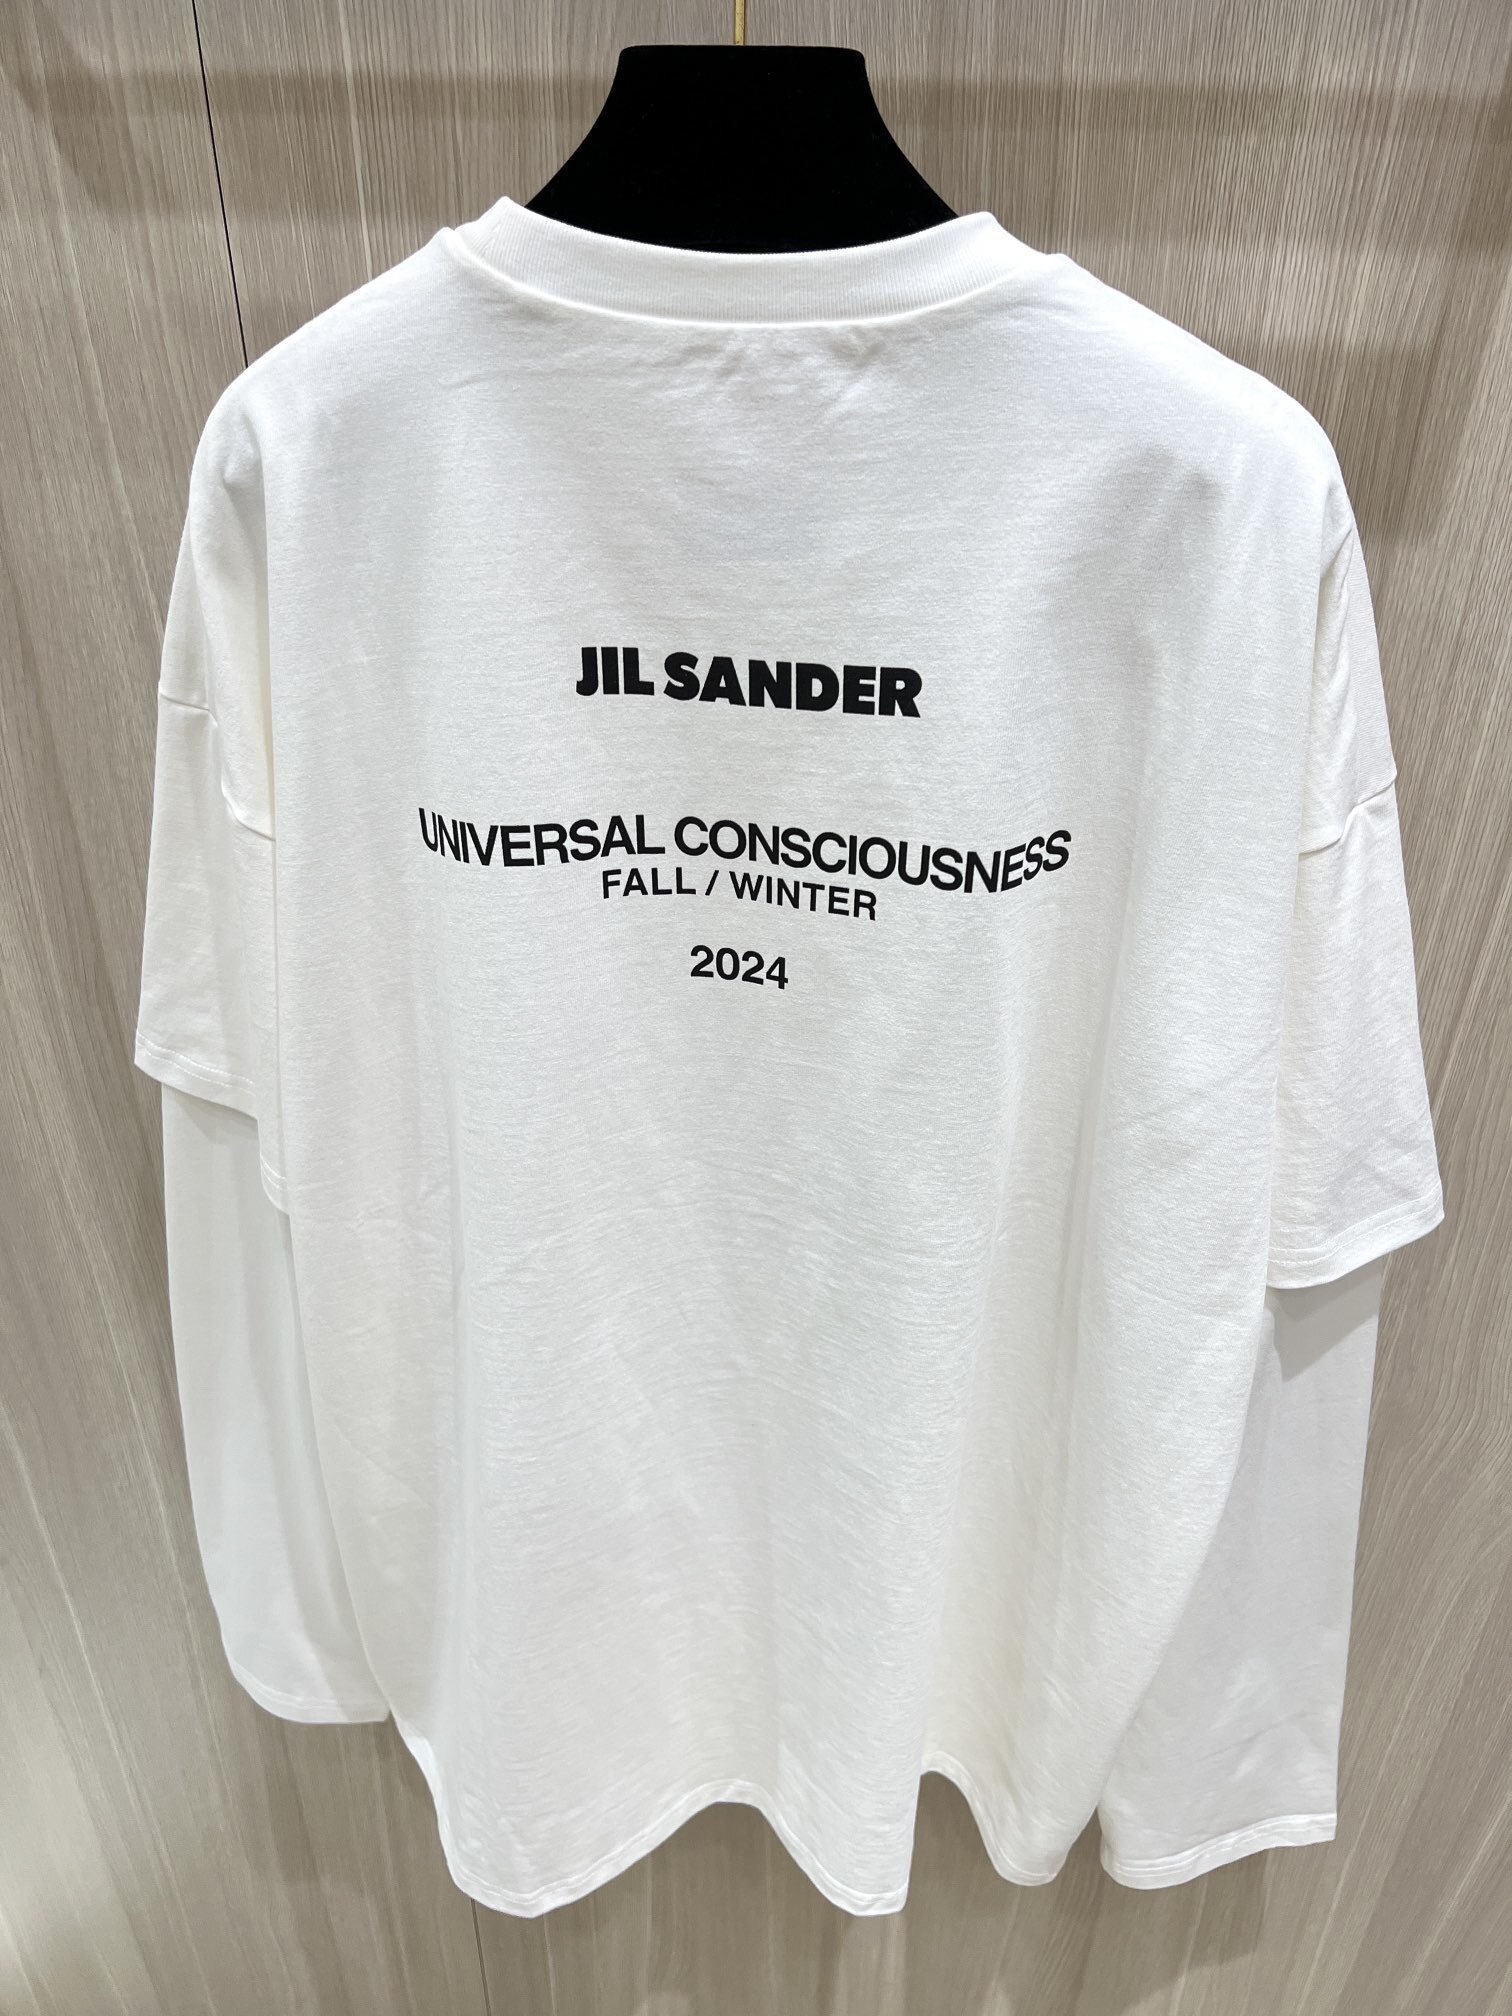 JIL SANDER
UNIVERSAL CONSCIOUSNESS
FALL / WINTER
2024